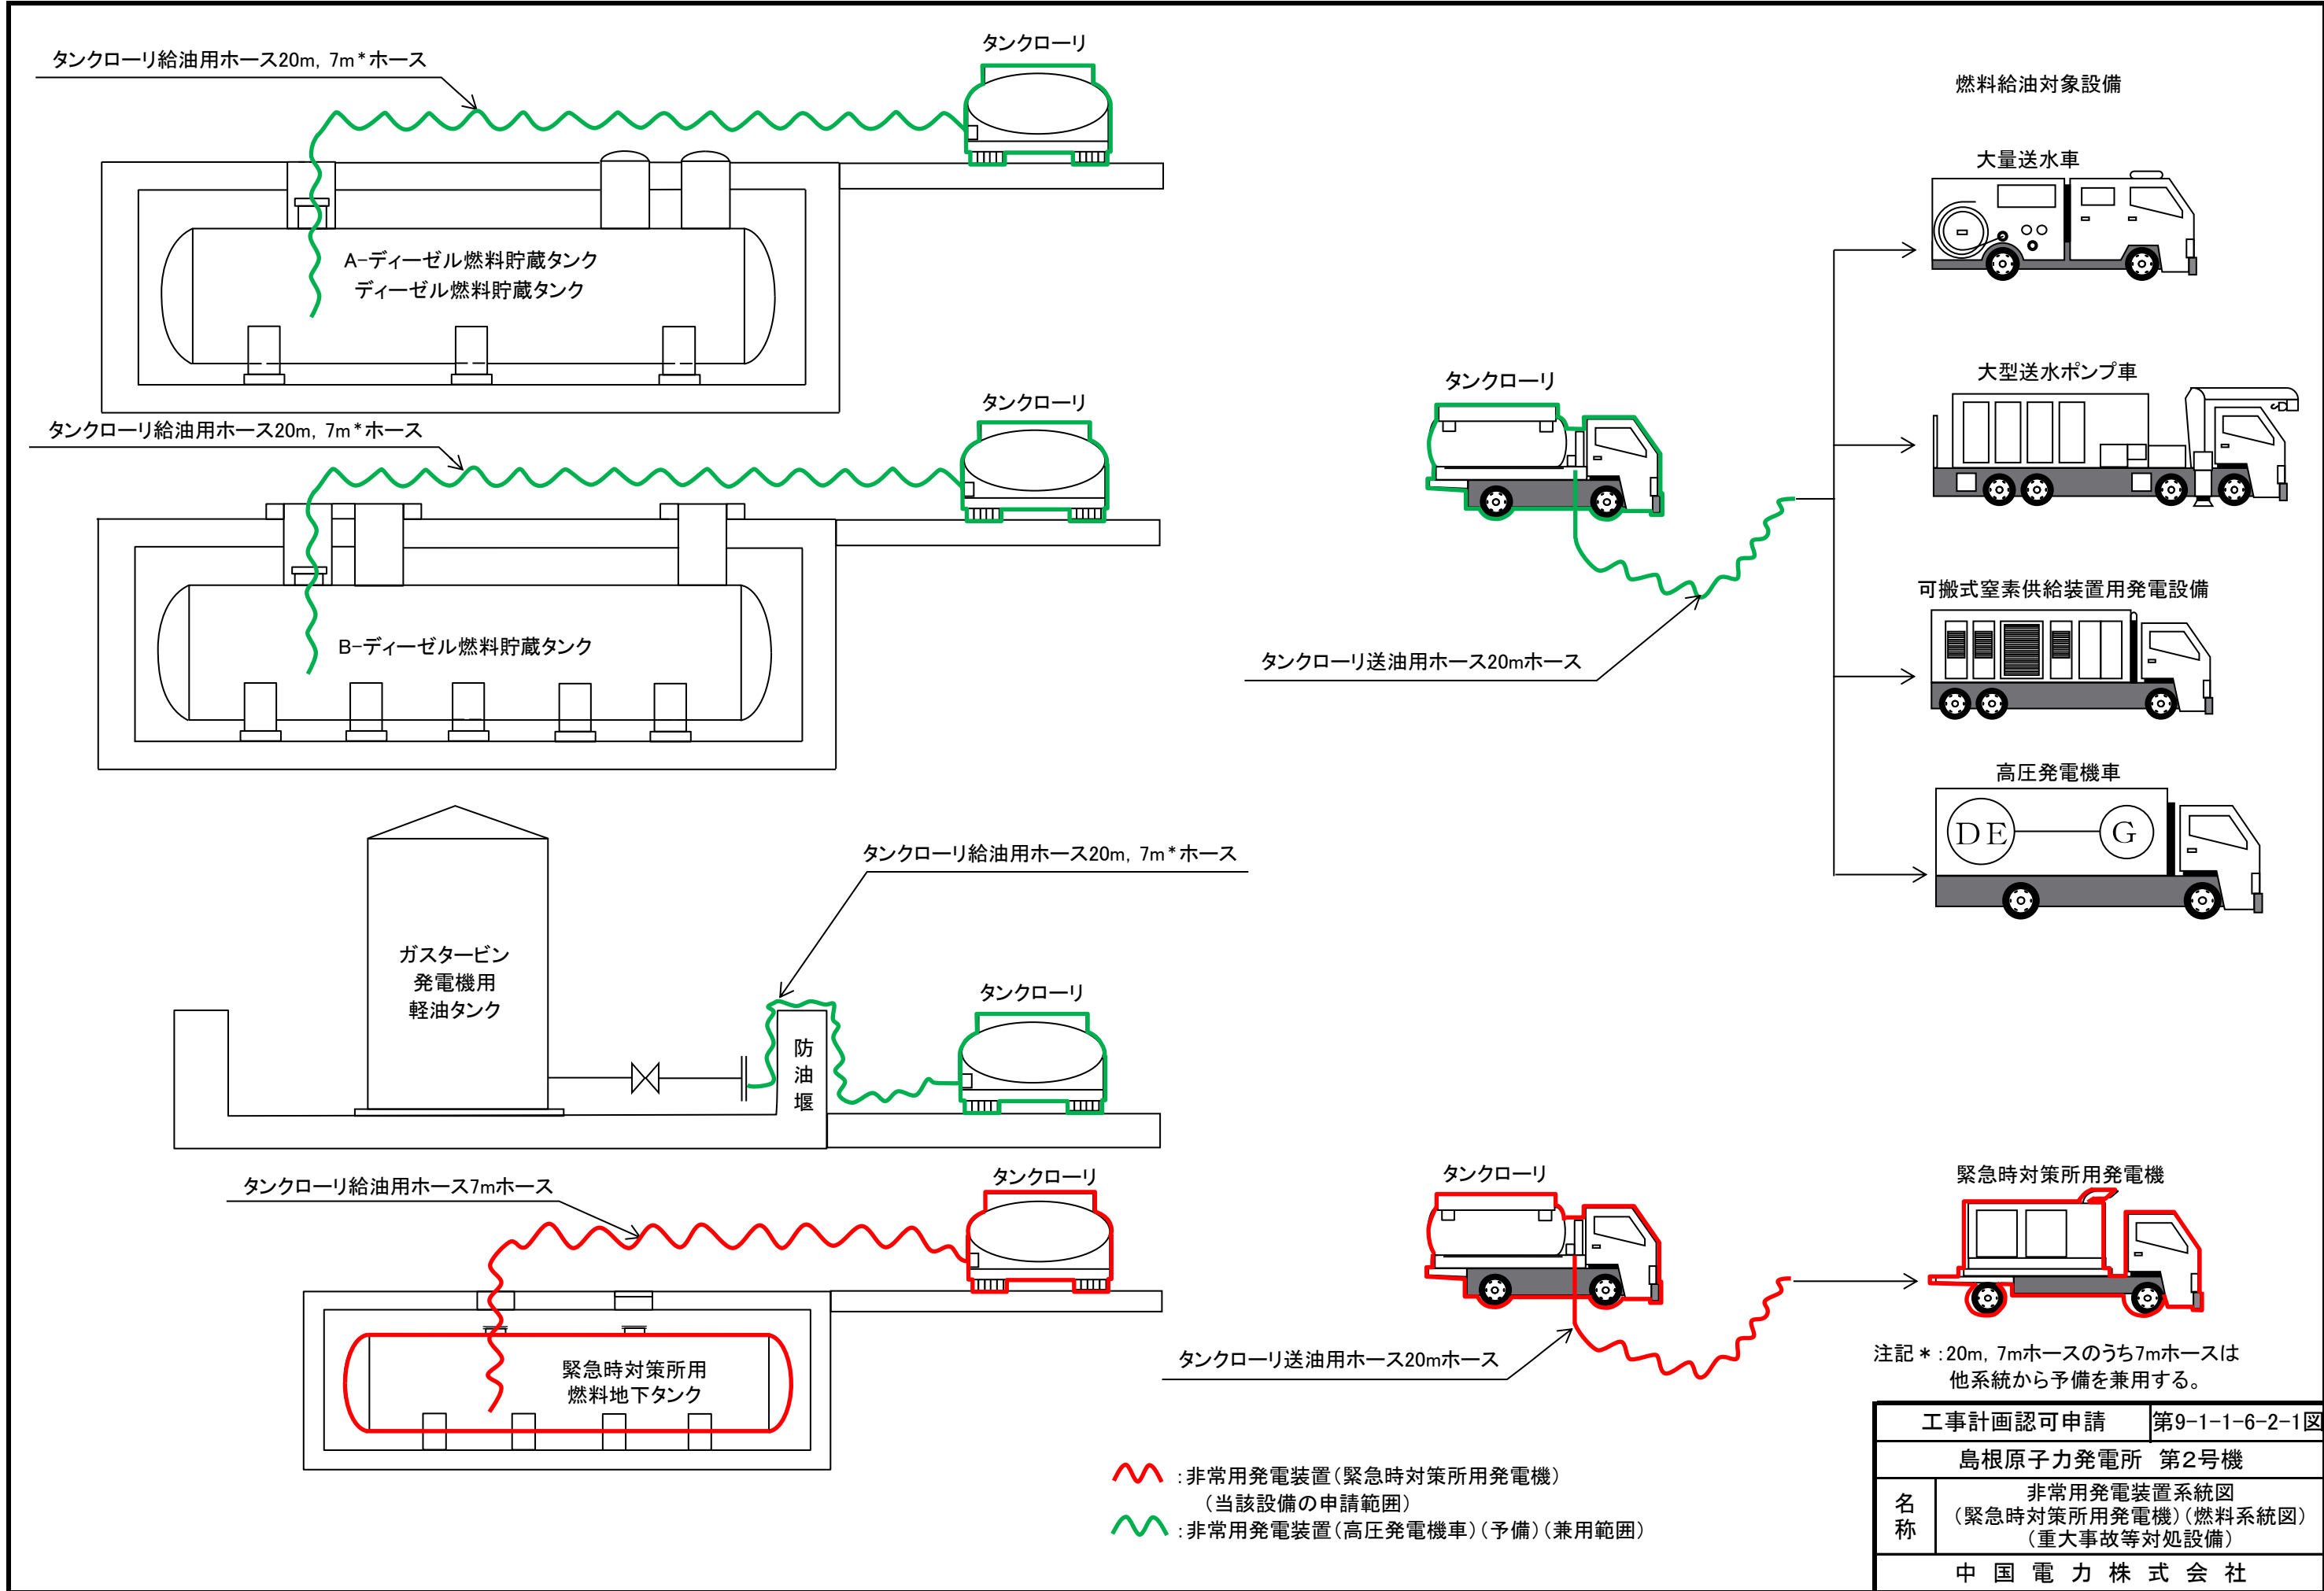 タンクローリ給油用ホース20m, 7m*ホース
タンクローリ
A-ディーゼル燃料貯蔵タンク
ディーゼル燃料貯蔵タンク
タンクローリ給油用ホース20m, 7m*ホース
タンクローリ
B-ディーゼル燃料貯蔵タンク
タンクローリ給油用ホース20m, 7m*ホース
ガスタービン
発電機用
軽油タンク
防油堰
タンクローリ
タンクローリ給油用ホース7mホース
タンクローリ
緊急時対策所用
燃料地下タンク
燃料給油対象設備
大量送水車
大型送水ポンプ車
タンクローリ
可搬式窒素供給装置用発電設備
タンクローリ送油用ホース20mホース
高圧発電機車
DE
G
タンクローリ
緊急時対策所用発電機
タンクローリ送油用ホース20mホース
注記*:20m, 7mホースのうち7mホースは
他系統から予備を兼用する。
:非常用発電装置(緊急時対策所用発電機)
(当該設備の申請範囲)
:非常用発電装置(高圧発電機車)(予備)(兼用範囲)
工事計画認可申請 第9-1-1-6-2-1図
島根原子力発電所 第2号機
名称
非常用発電装置系統図
(緊急時対策所用発電機)(燃料系統図)
(重大事故等対処設備)
中国電力株式会社